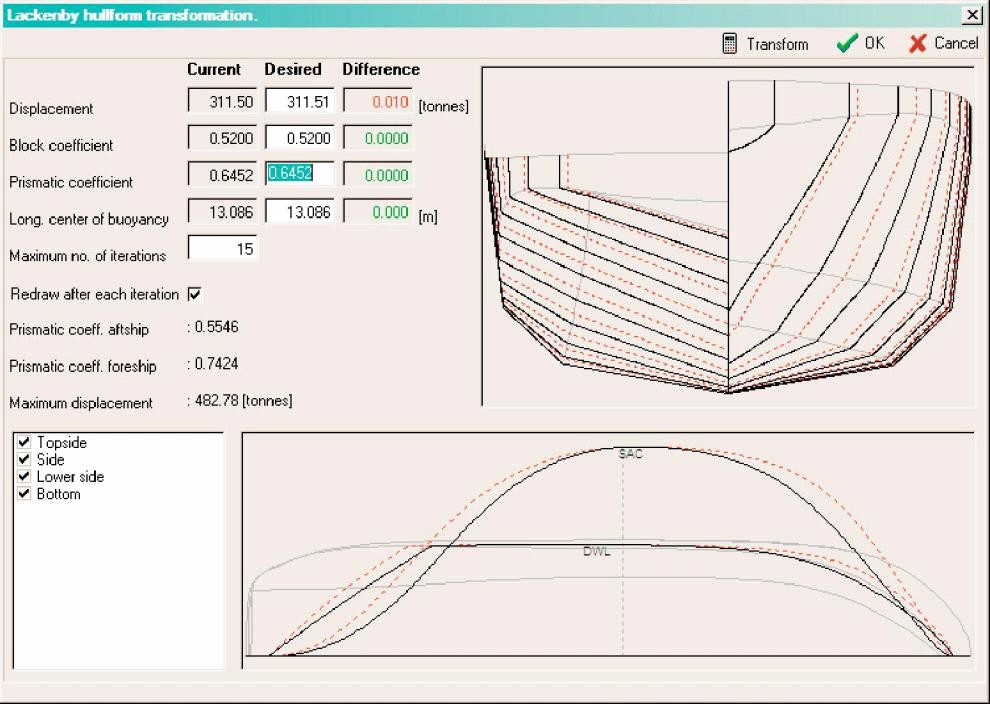 Lackenby hullform transformation.
Transform OK Cancel
Current Desired Difference
Displacement 311.50 311.51 0.010 [tonnes]
Block coefficient 0.5200 0.5200 0.0000
Prismatic coefficient 0.6452 0.6452 0.0000
Long. center of buoyancy 13.086 13.086 0.000 [m]
Maximum no. of iterations 15
Redraw after each iteration
Prismatic coeff. aftship : 0.5546
Prismatic coeff. foreship : 0.7424
Maximum displacement : 482.78 [tonnes]
Topside
Side
Lower side
Bottom
SAC
DWL